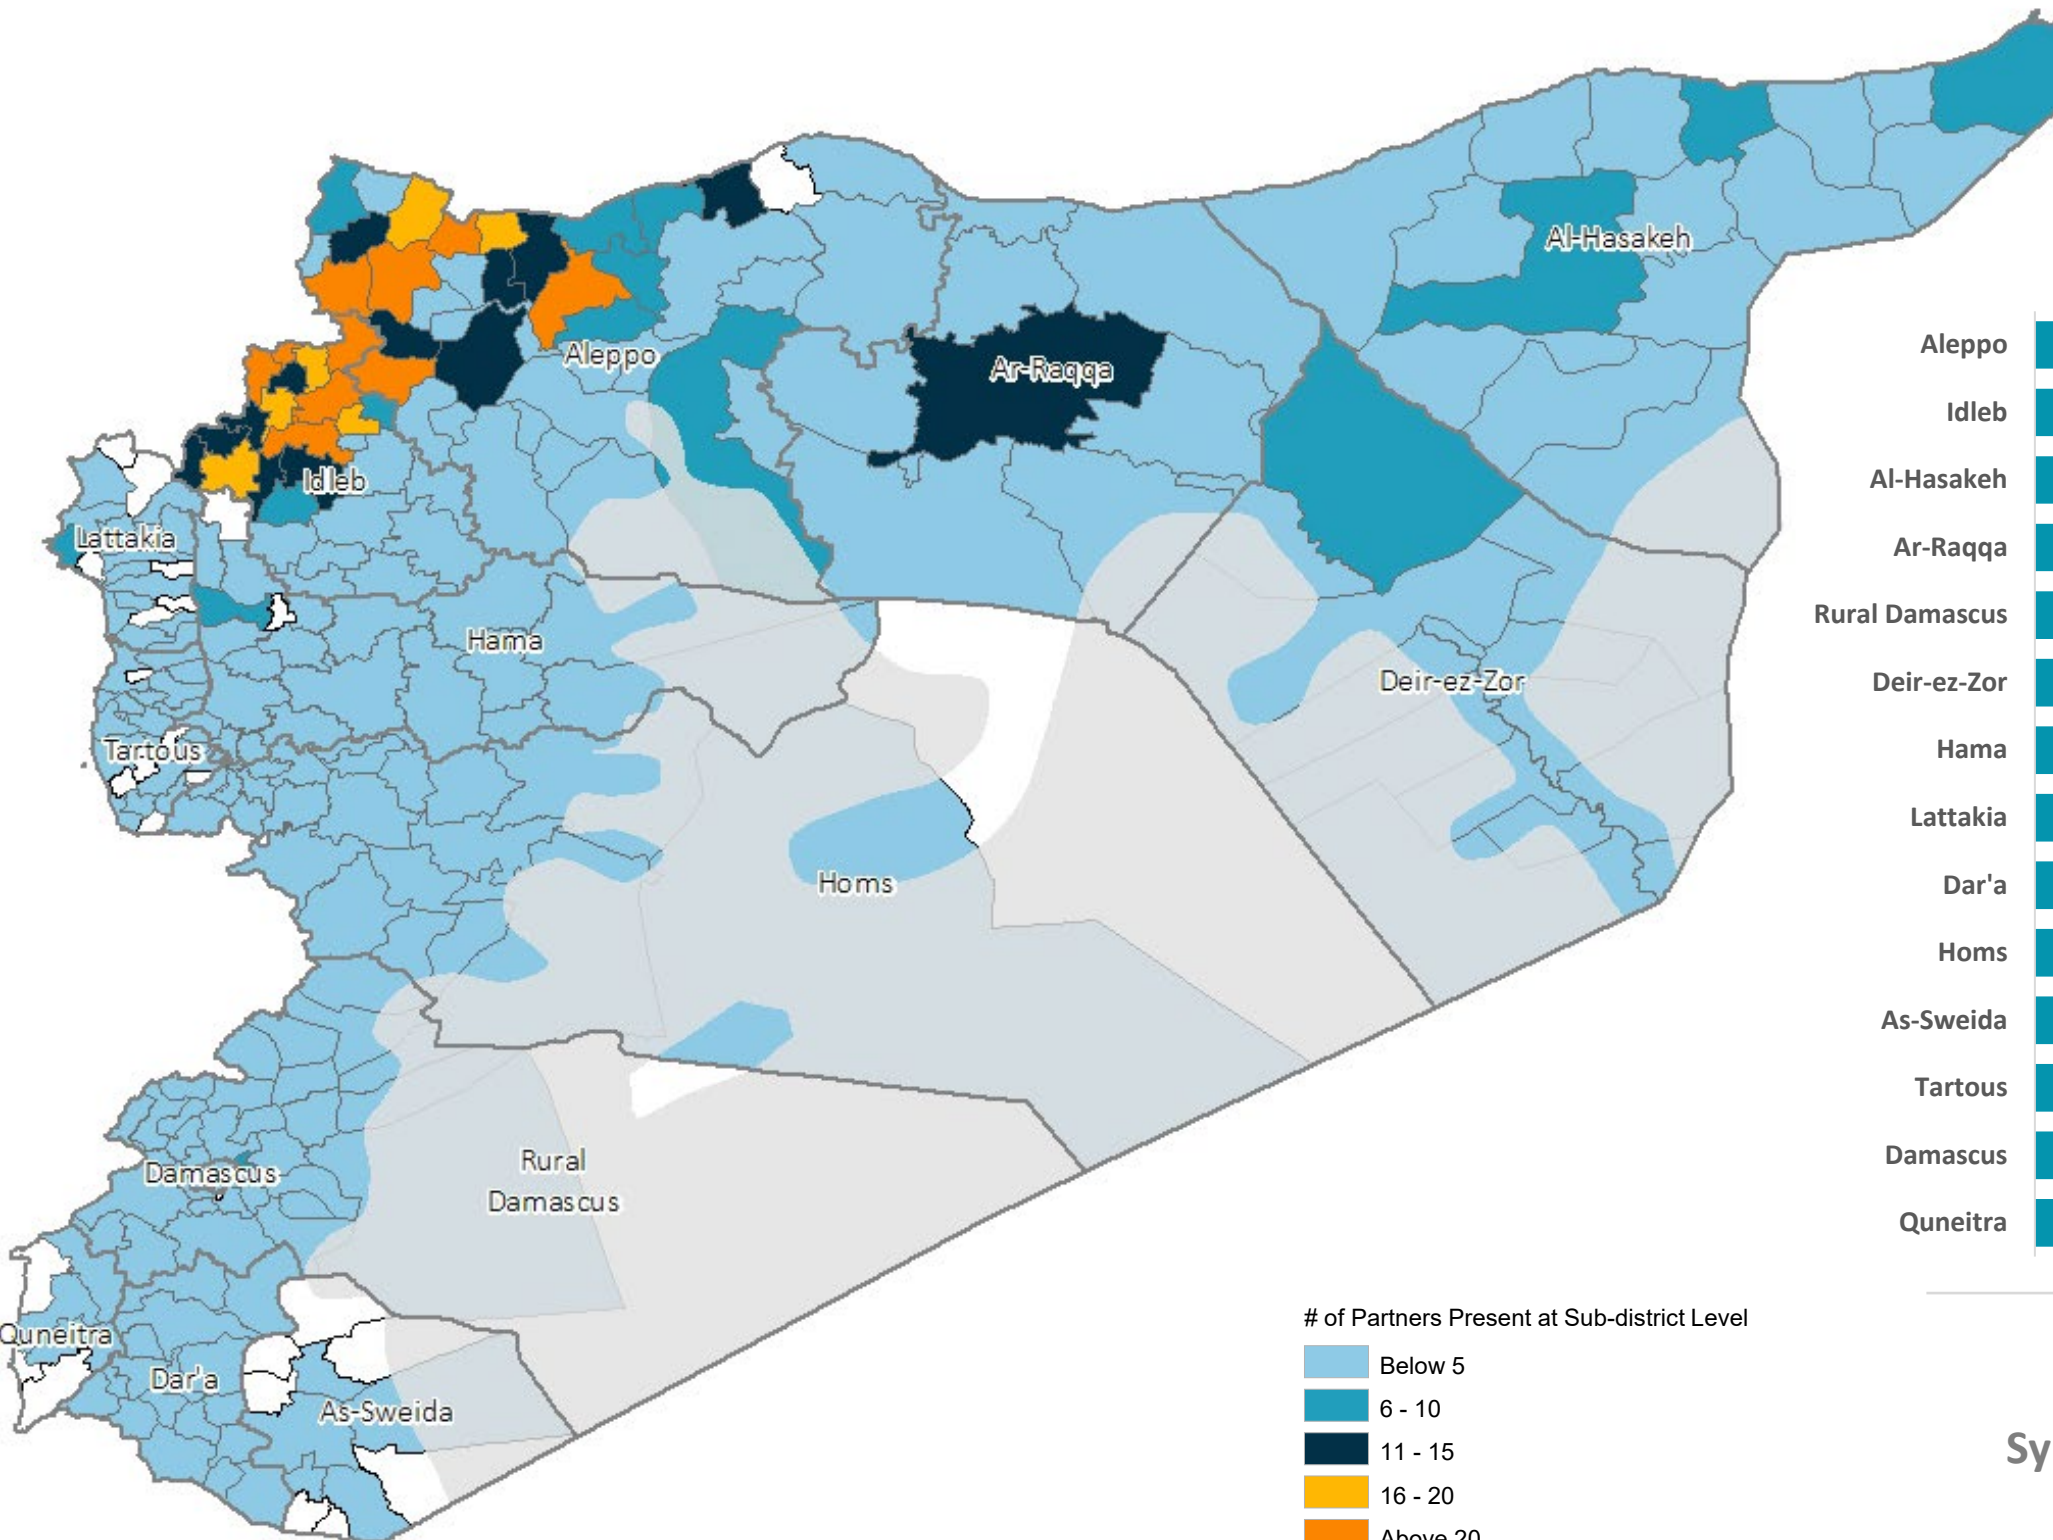 Al-Hasakeh
Aleppo
Ar-Raqqa
Idleb
Lattakia
Hama
Deir-ez-Zor
Tartous
Homs
Rural
Damascus
Damascus
Quneitra
Dar'a
As-Sweida
Aleppo
Idleb
Al-Hasakeh
Ar-Raqqa
Rural Damascus
Deir-ez-Zor
Hama
Lattakia
Dar'a
Homs
As-Sweida
Tartous
Damascus
Quneitra
# of Partners Present at Sub-district Level
Below 5
6 - 10
11 - 15
16 - 20
Above 20
Sy